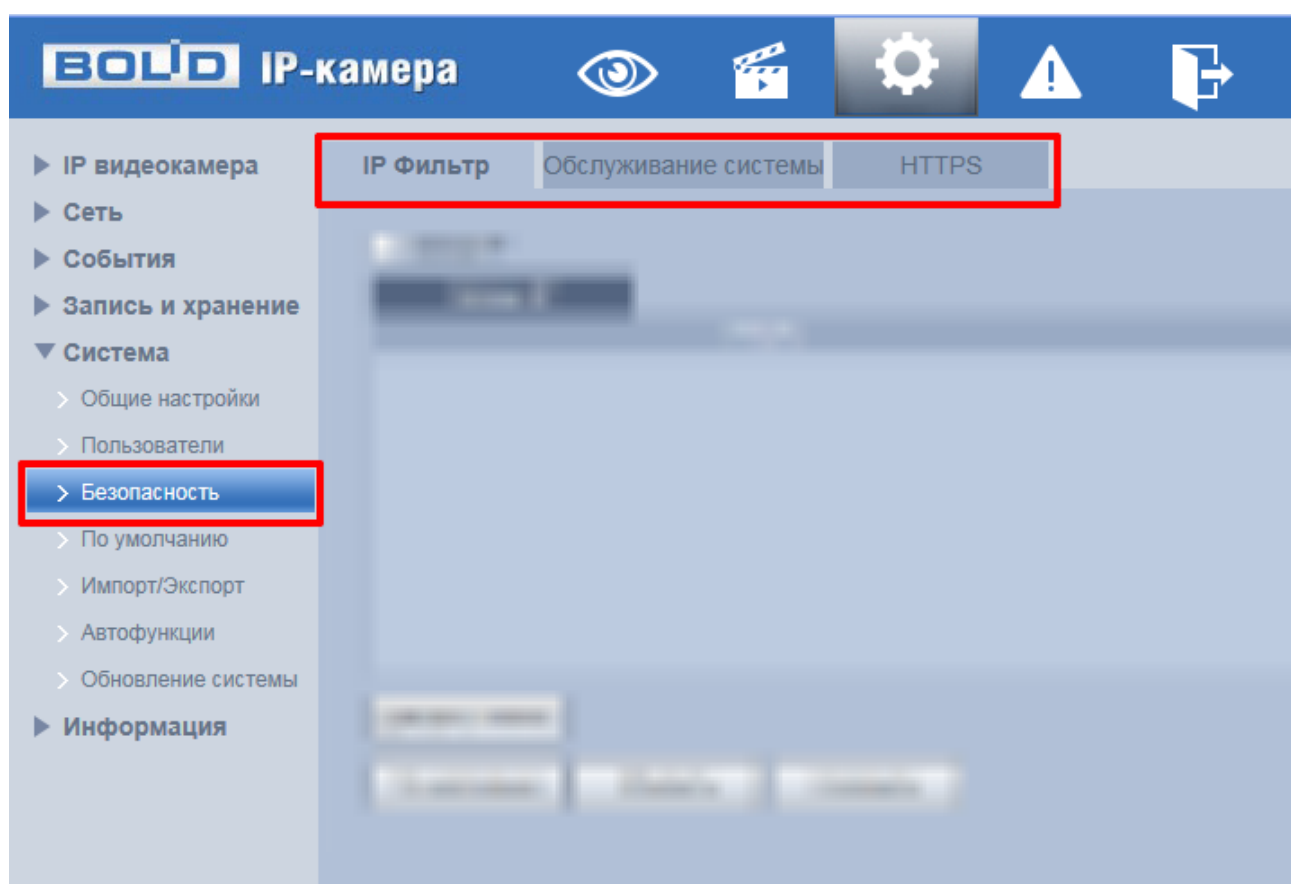 BOLID IP-камера
IP видеокамера
Сеть
События
Запись и хранение
Система
Общие настройки
Пользователи
Безопасность
По умолчанию
Импорт/Экспорт
Автофункции
Обновление системы
Информация
IP Фильтр Обслуживание системы HTTPS